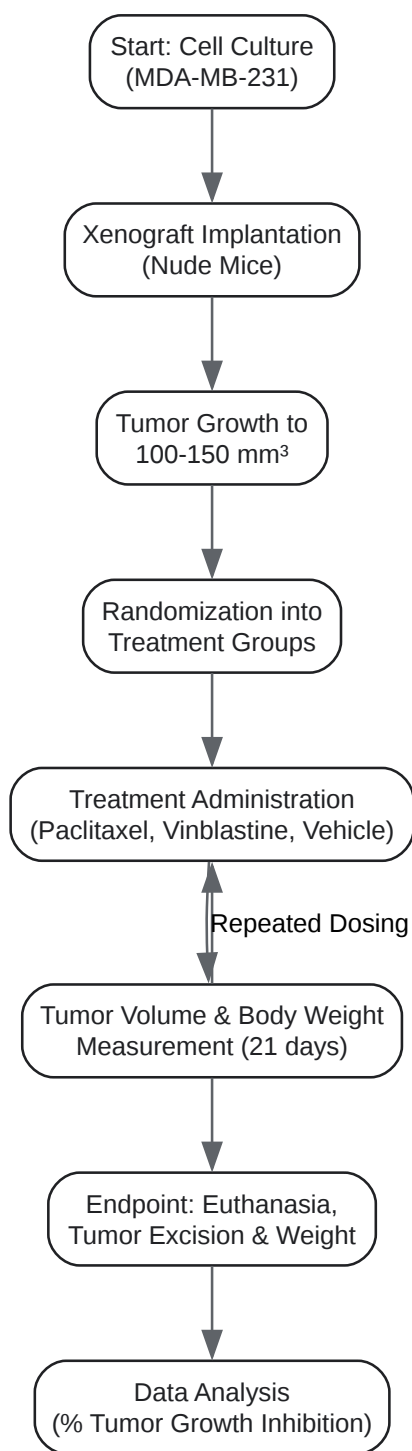 Start: Cell Culture
(MDA-MB-231)
Xenograft Implantation
(Nude Mice)
Tumor Growth to
100-150 mm³
Randomization into
Treatment Groups
Treatment Administration
(Paclitaxel, Vinblastine, Vehicle)
Repeated Dosing
Tumor Volume & Body Weight
Measurement (21 days)
Endpoint: Euthanasia,
Tumor Excision & Weight
Data Analysis
(% Tumor Growth Inhibition)